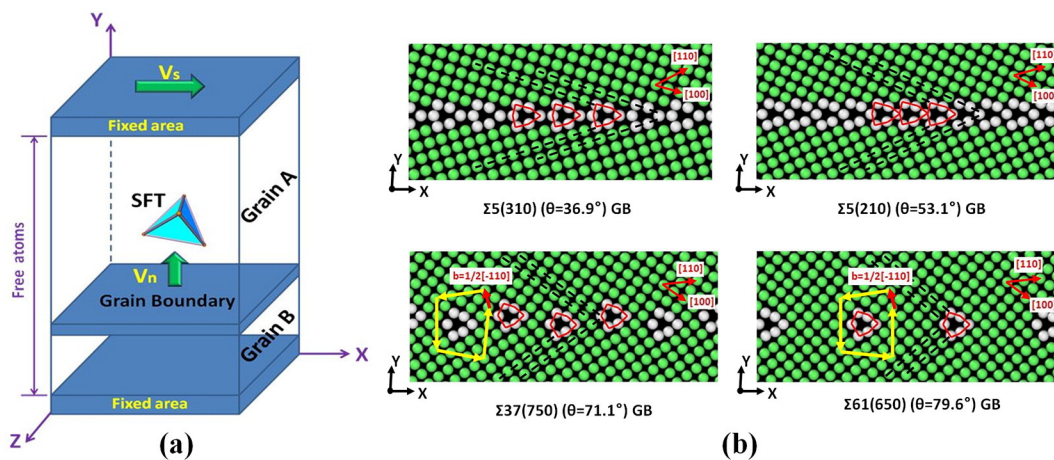 Y
Vs
Fixed area
Free atoms
SFT
Grain A
Vn
Grain Boundary
Grain B
X
Fixed area
Z
(a)
[110]
[100]
Y
X
Σ5(310) (θ=36.9°) GB
[110]
[100]
Y
X
Σ5(210) (θ=53.1°) GB
b=1/2[-110]
[110]
[100]
Y
X
Σ37(750) (θ=71.1°) GB
b=1/2[-110]
[110]
[100]
Y
X
Σ61(650) (θ=79.6°) GB
(b)